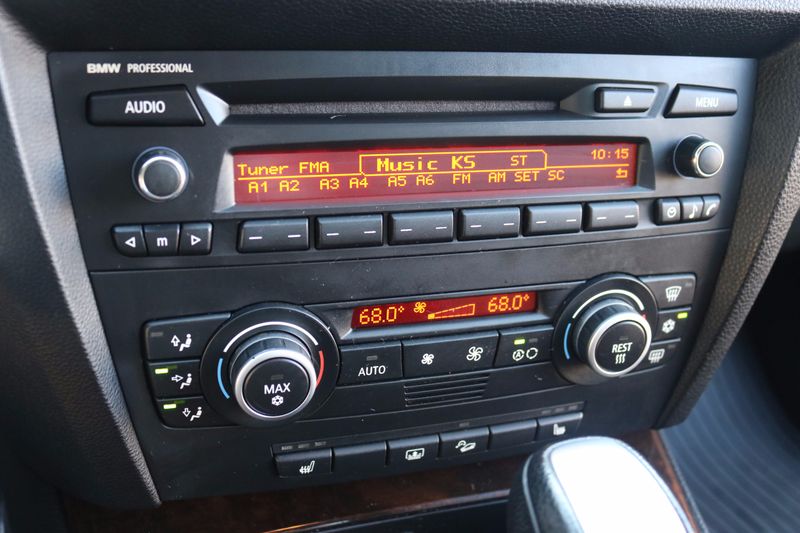 BMW PROFESSIONAL
AUDIO
MENU
Tuner FMA Music KS ST 10:15
A1 A2 A3 A4 A5 A6 FM AM SET SC
m
68.0° 68.0°
MAX
AUTO
A
REST